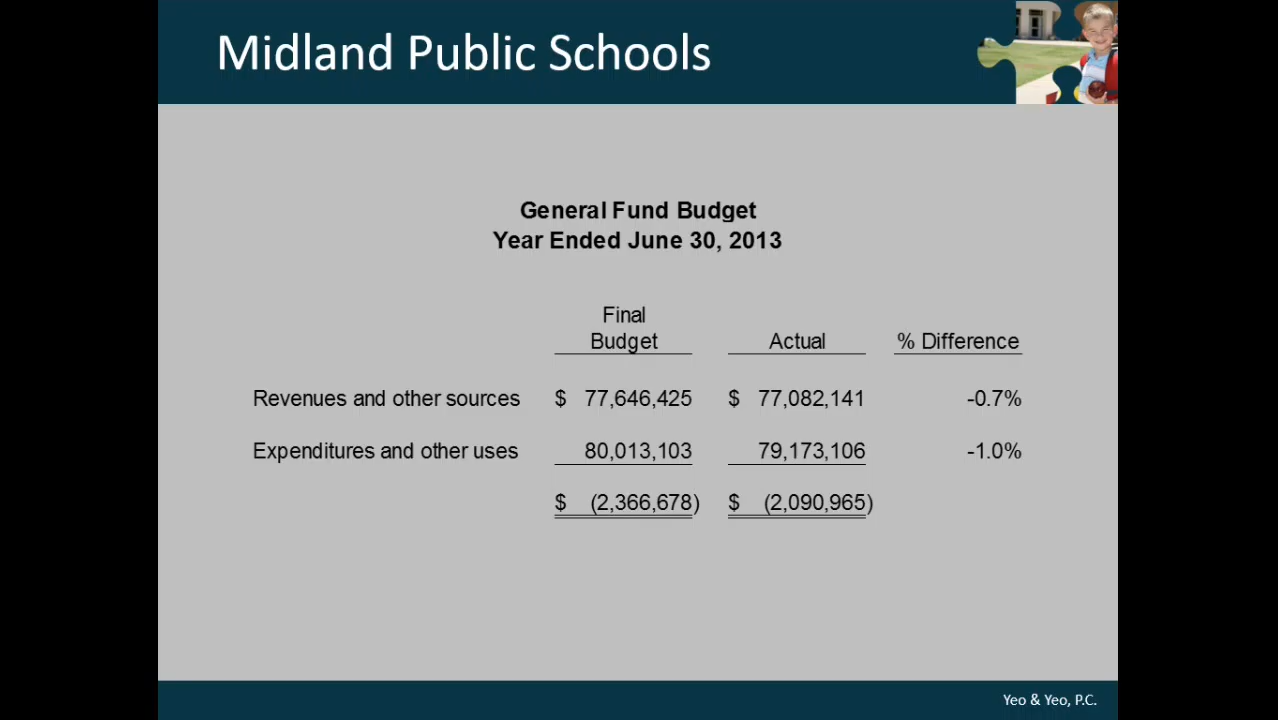 Midland Public Schools
General Fund Budget
Year Ended June 30, 2013
Final
Budget Actual % Difference
Revenues and other sources $ 77,646,425 $ 77,082,141 -0.7%
Expenditures and other uses 80,013,103 79,173,106 -1.0%
$ (2,366,678) $ (2,090,965)
Yeo & Yeo, P.C.